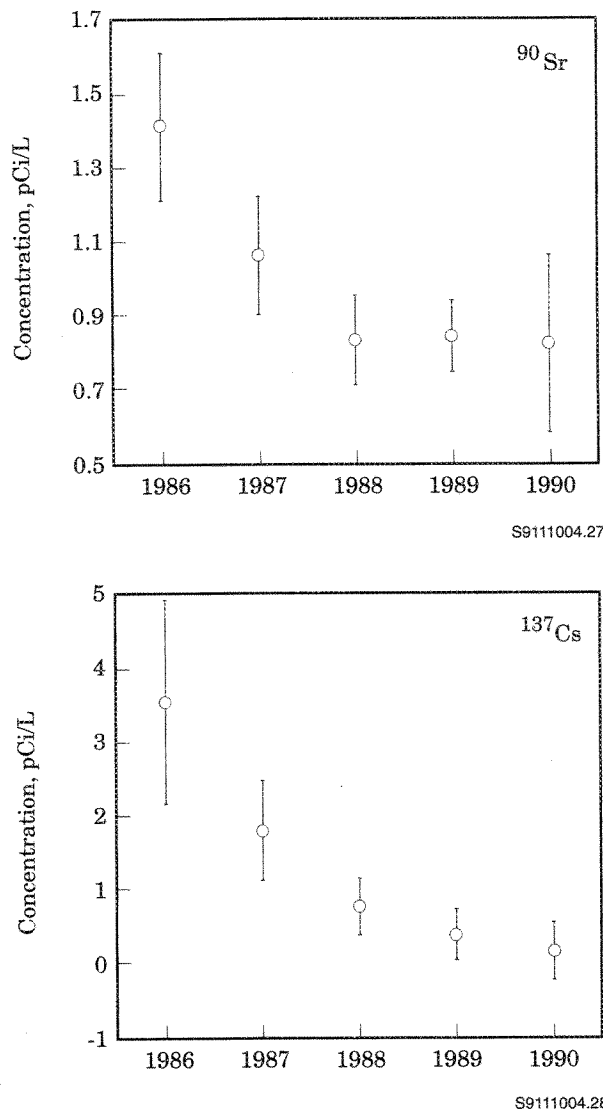 1.7
1.5
1.3
1.1
0.9
0.7
0.5
Concentration, pCi/L
⁹⁰Sr
1986 1987 1988 1989 1990
S9111004.27
5
4
3
2
1
0
-1
Concentration, pCi/L
¹³⁷Cs
1986 1987 1988 1989 1990
S9111004.28